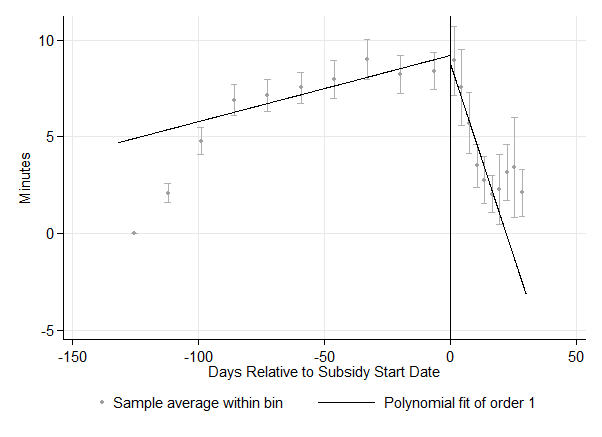 10
5
0
-5
Minutes
-150
-100
-50
0
50
Days Relative to Subsidy Start Date
Sample average within bin
Polynomial fit of order 1